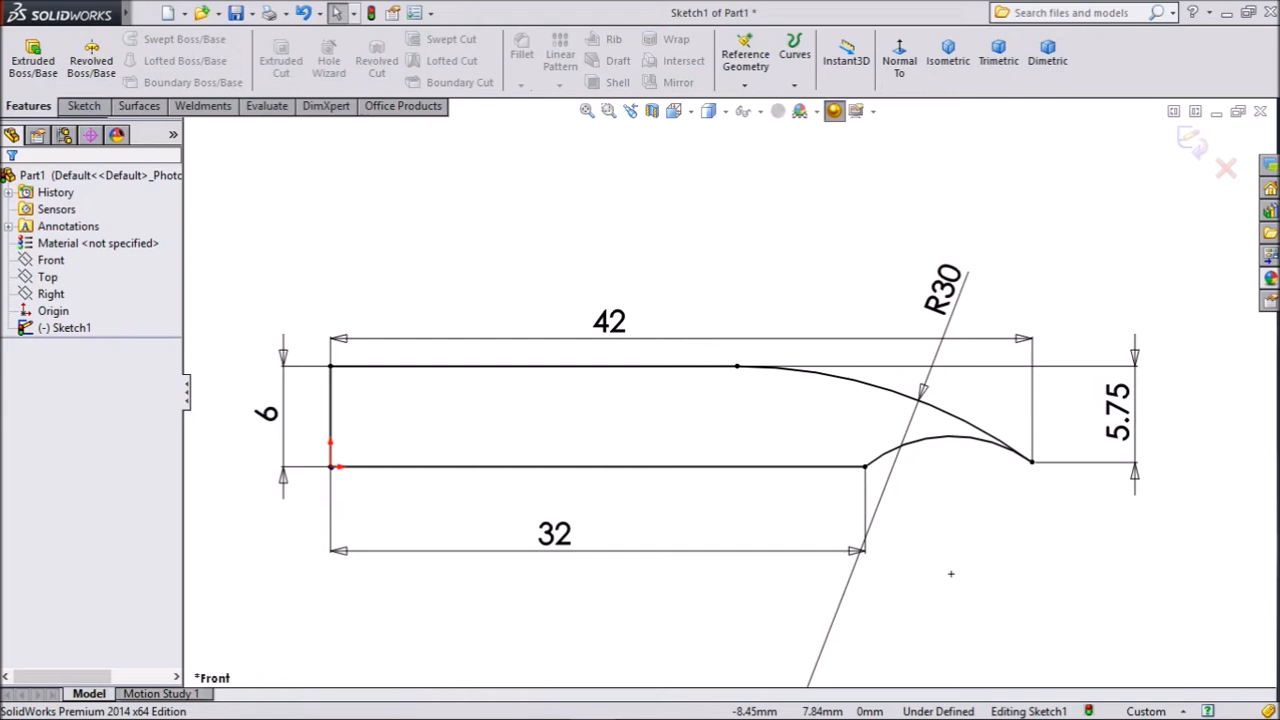 SOLIDWORKS
Sketch1 of Part1 *
Search files and models
Extruded Boss/Base
Revolved Boss/Base
Swept Boss/Base
Lofted Boss/Base
Boundary Boss/Base
Extruded Cut
Hole Wizard
Revolved Cut
Swept Cut
Lofted Cut
Boundary Cut
Fillet
Linear Pattern
Rib
Draft
Shell
Wrap
Intersect
Mirror
Reference Geometry
Curves
Instant3D
Normal To
Isometric
Trimetric
Dimetric
Features
Sketch
Surfaces
Weldments
Evaluate
DimXpert
Office Products
Part1 (Default<<Default>_Photo
History
Sensors
Annotations
Material <not specified>
Front
Top
Right
Origin
(-) Sketch1
R30
42
6
5.75
32
*Front
Model
Motion Study 1
SolidWorks Premium 2014 x64 Edition
-8.45mm
7.84mm
0mm
Under Defined
Editing Sketch1
Custom